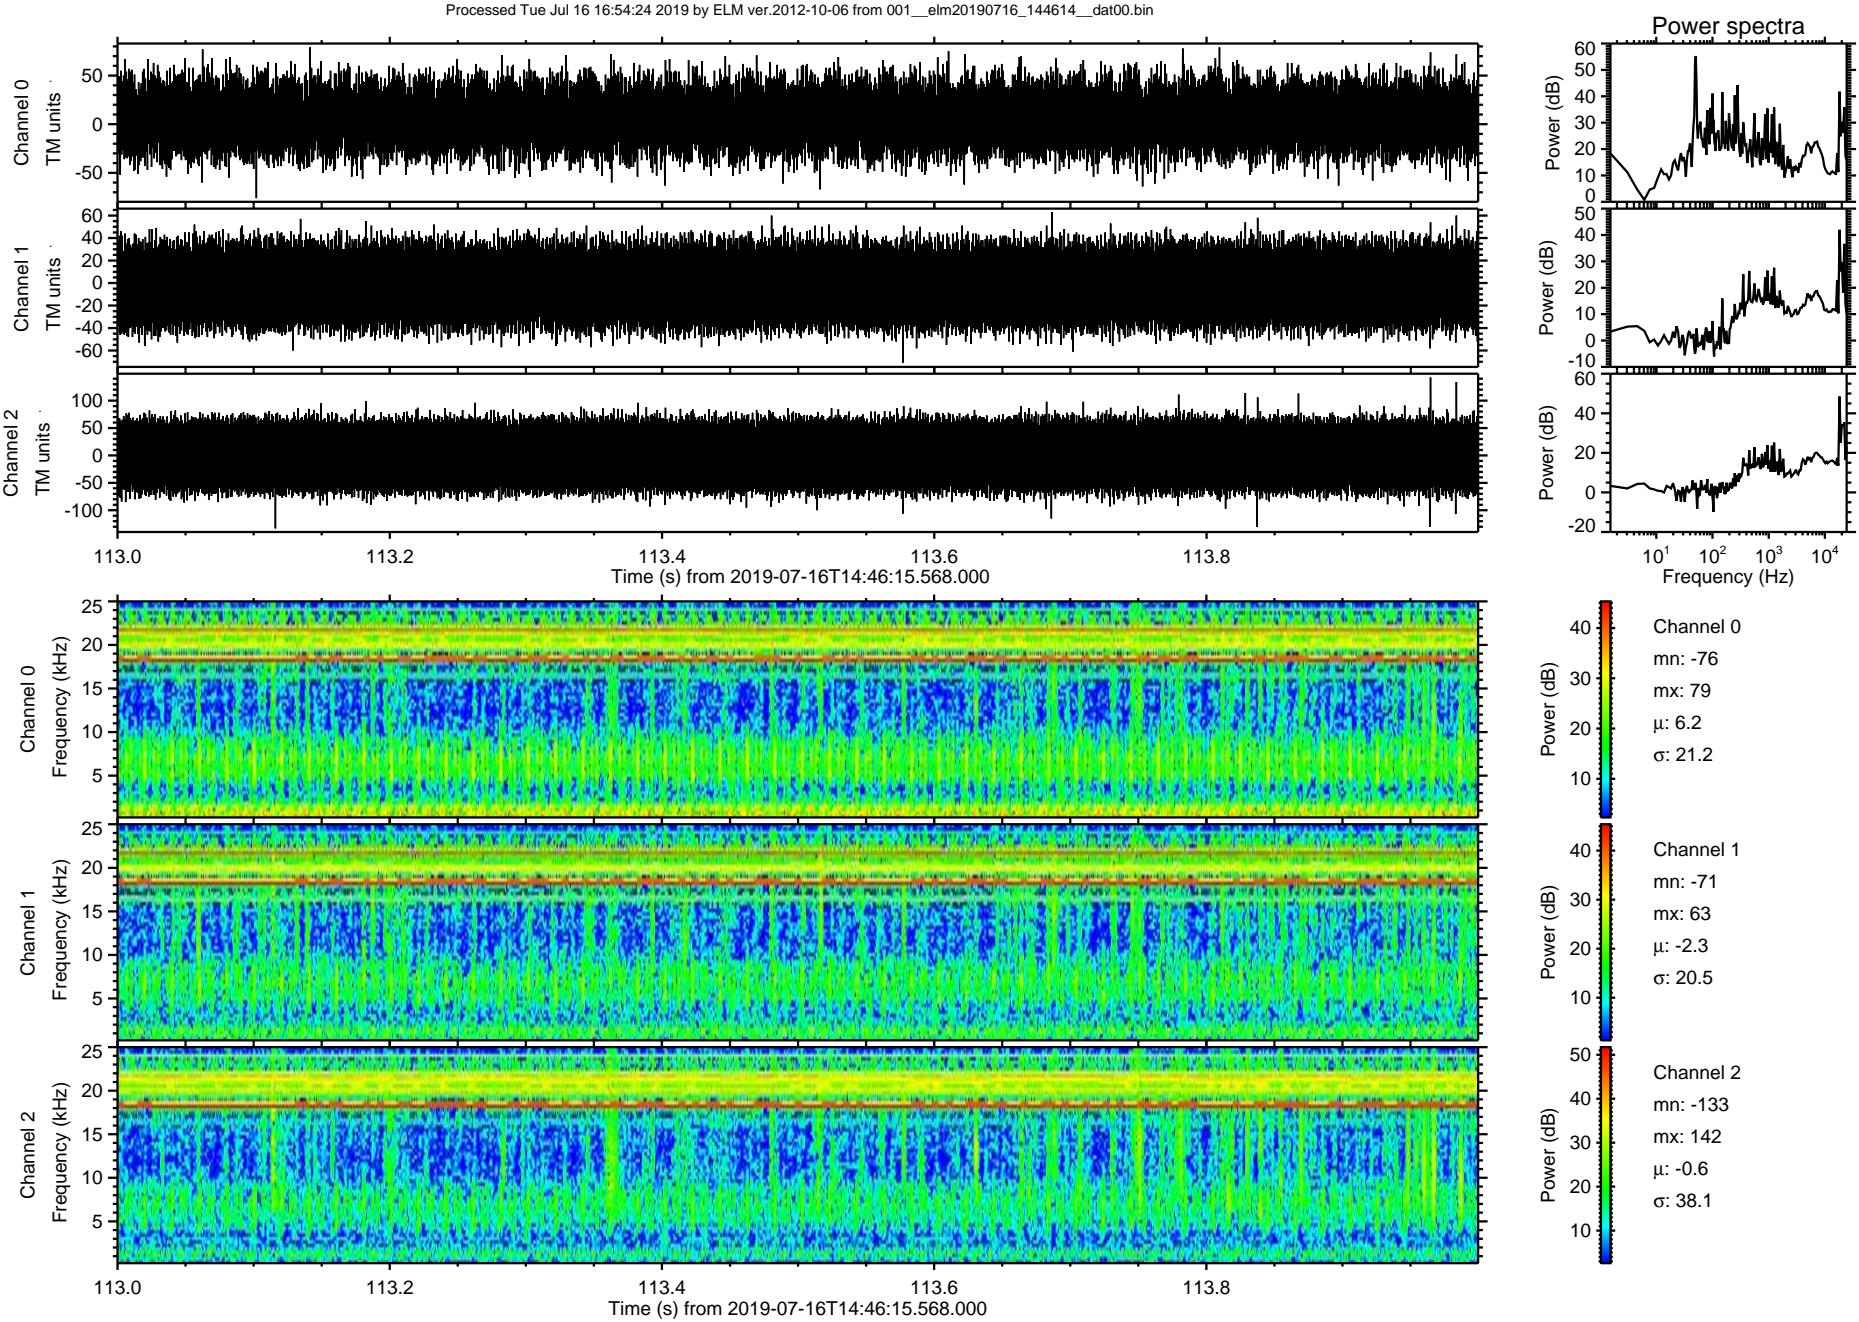 Processed Tue Jul 16 16:54:24 2019 by ELM ver.2012-10-06 from 001__elm20190716_144614__dat00.bin
Power spectra
Channel 0
TM units
50
0
-50
Power (dB)
60
50
40
30
20
10
0
Channel 1
TM units
60
40
20
0
-20
-40
-60
Power (dB)
50
40
30
20
10
0
-10
Channel 2
TM units
100
50
0
-50
-100
Power (dB)
60
40
20
0
-20
113.0 113.2 113.4 113.6 113.8
Time (s) from 2019-07-16T14:46:15.568.000
10¹ 10² 10³ 10⁴
Frequency (Hz)
Channel 0
Frequency (kHz)
25
20
15
10
5
Power (dB)
40
30
20
10
Channel 0
mn: -76
mx: 79
μ: 6.2
σ: 21.2
Channel 1
Frequency (kHz)
25
20
15
10
5
Power (dB)
40
30
20
10
Channel 1
mn: -71
mx: 63
μ: -2.3
σ: 20.5
Channel 2
Frequency (kHz)
25
20
15
10
5
Power (dB)
50
40
30
20
10
Channel 2
mn: -133
mx: 142
μ: -0.6
σ: 38.1
113.0 113.2 113.4 113.6 113.8
Time (s) from 2019-07-16T14:46:15.568.000